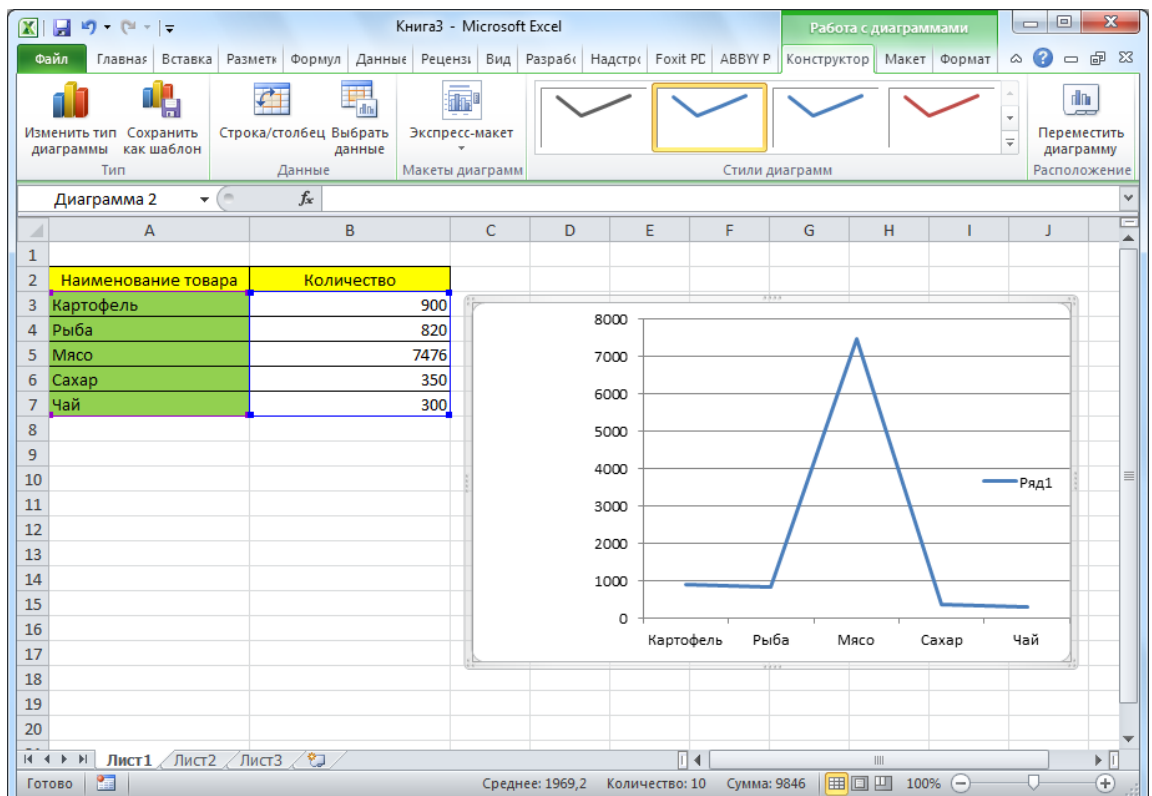 Книга3 - Microsoft Excel
Работа с диаграммами
Файл Главная Вставка Разметк Формул Данные Рецензи Вид Разрабо Надстро Foxit PD ABBYY P Конструктор Макет Формат
Изменить тип диаграммы
Сохранить как шаблон
Строка/столбец
Выбрать данные
Экспресс-макет
Переместить диаграмму
Тип Данные Макеты диаграмм Стили диаграмм Расположение
Диаграмма 2 fx
A B C D E F G H I J
1
2 Наименование товара Количество
3 Картофель 900
4 Рыба 820
5 Мясо 7476
6 Сахар 350
7 Чай 300
8
9
10
11
12
13
14
15
16
17
18
19
20
8000
7000
6000
5000
4000
3000
2000
1000
0
Картофель Рыба Мясо Сахар Чай
Ряд1
Лист1 Лист2 Лист3
Готово Среднее: 1969,2 Количество: 10 Сумма: 9846 100%